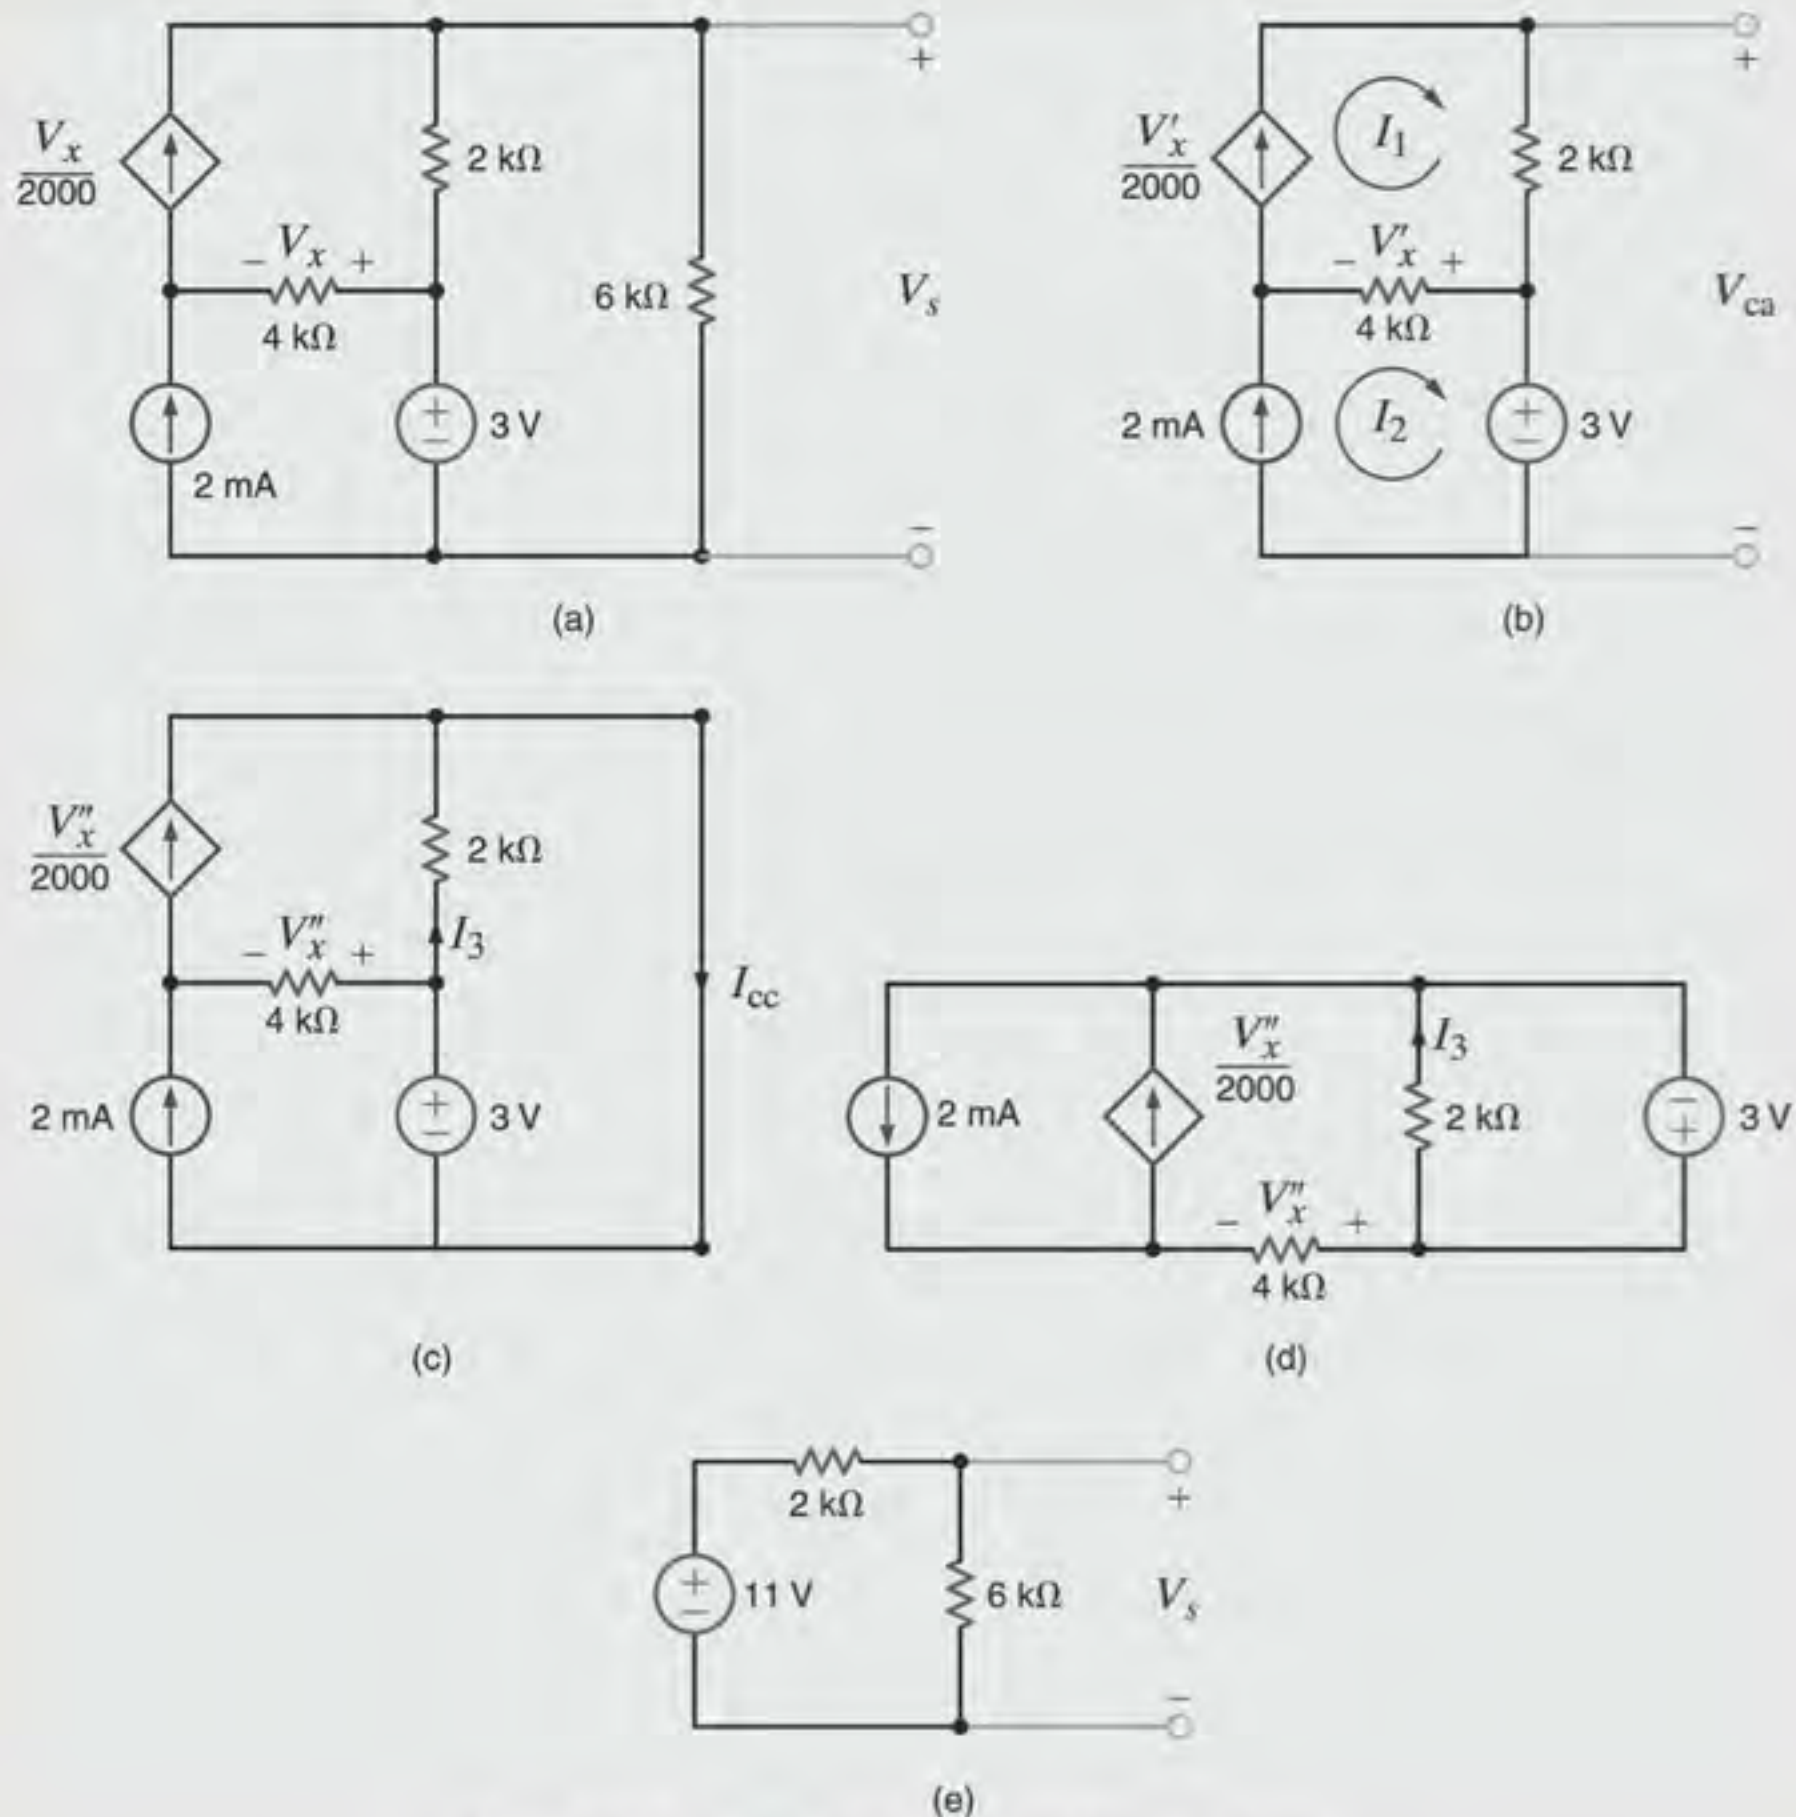 +
V_x
2000
2 kΩ
− V_x +
4 kΩ
6 kΩ
V_s
2 mA
+
−
3 V
−
(a)
+
V'_x
2000
I_1
2 kΩ
− V'_x +
4 kΩ
V_ca
2 mA
I_2
+
−
3 V
−
(b)
V''_x
2000
2 kΩ
− V''_x +
I_3
4 kΩ
I_cc
2 mA
+
−
3 V
(c)
2 mA
V''_x
2000
I_3
2 kΩ
−
+
3 V
− V''_x +
4 kΩ
(d)
2 kΩ
+
+
−
11 V
6 kΩ
V_s
−
(e)